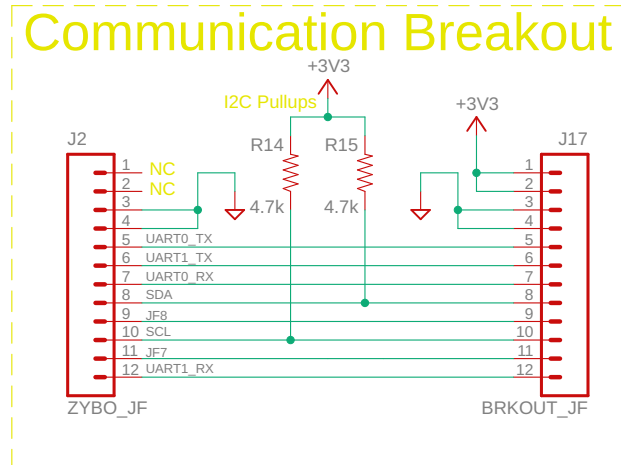 Communication Breakout
+3V3
I2C Pullups
+3V3
J2
R14
R15
J17
1 NC
1
2 NC
2
3
3
4.7k
4.7k
4
4
5 UART0_TX
5
6 UART1_TX
6
7 UART0_RX
7
8 SDA
8
9 JF8
9
10 SCL
10
11 JF7
11
12 UART1_RX
12
ZYBO_JF
BRKOUT_JF